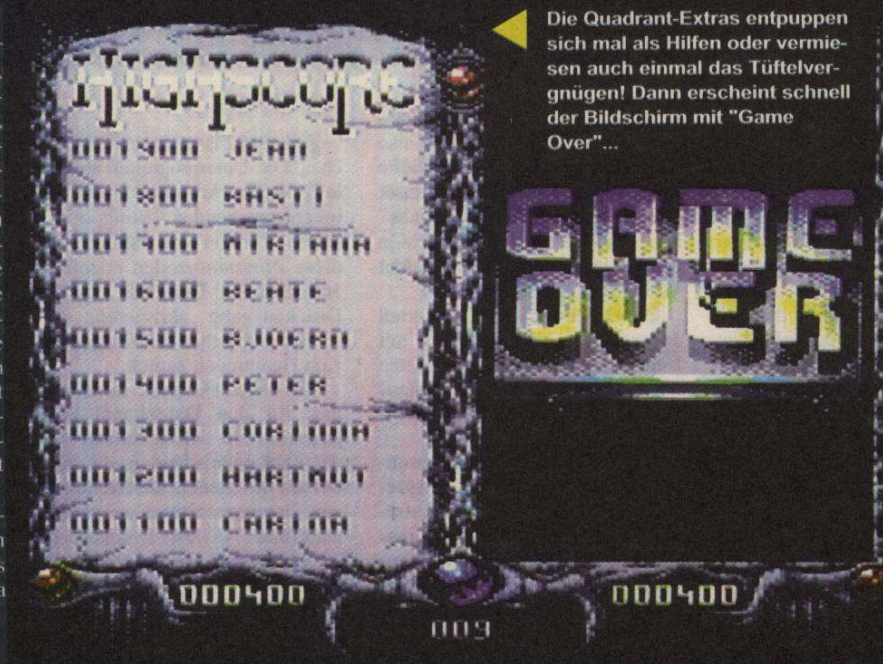 Die Quadrant-Extras entpuppen
sich mal als Hilfen oder vermie-
sen auch einmal das Tüftelver-
gnügen! Dann erscheint schnell
der Bildschirm mit "Game
Over"...
HIGHSCORE
001900 JEAN
001800 BASTI
001700 MIRIAMA
001600 BEATE
001500 BJOERN
001400 PETER
001300 CORINNA
001200 HARTMUT
001100 CARINA
GAME
OVER
000400
000400
009